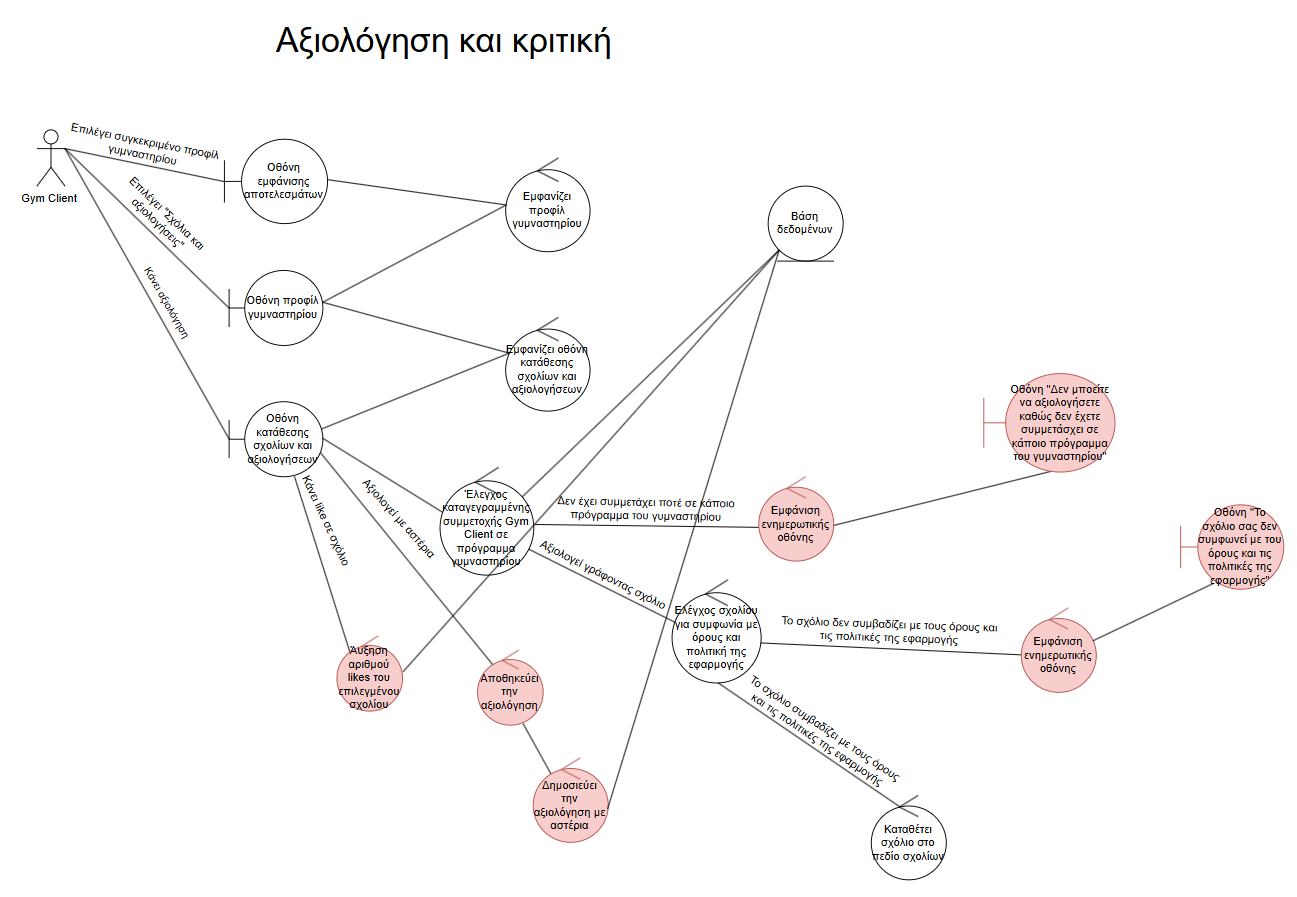 Αξιολόγηση και κριτική
Επιλέγει συγκεκριμένο προφίλ
γυμναστηρίου
Gym Client
Οθόνη
εμφάνισης
αποτελεσμάτων
Εμφανίζει
προφίλ
γυμναστηρίου
Βάση
δεδομένων
Επιλέγει "Σχόλια και
αξιολογήσεις"
Κάνει αξιολόγηση
Οθόνη προφίλ
γυμναστηρίου
Εμφανίζει οθόνη
κατάθεσης
σχολίων και
αξιολογήσεων
Οθόνη
κατάθεσης
σχολίων και
αξιολογήσεων
Οθόνη "Δεν μποείτε
να αξιολογήσετε
καθώς δεν έχετε
συμμετάσχει σε
κάποιο πρόγραμμα
του γυμναστηρίου"
Κάνει like σε σχόλιο
Αξιολογεί με αστέρια
Έλεγχος
καταγεγραμμένης
συμμετοχής Gym
Client σε
πρόγραμμα
γυμναστηρίου
Δεν έχει συμμετάχει ποτέ σε κάποιο
πρόγραμμα του γυμναστηρίου
Εμφάνιση
ενημερωτικής
οθόνης
Οθόνη "Το
σχόλιο σας δεν
συμφωνεί με του
όρους και τις
πολιτικές της
εφαρμογής"
Αξιολογεί γράφοντας σχόλιο
Ελέγχος σχολίου
για συμφωνία με
όρους και
πολιτική της
εφαρμογής
Το σχόλιο δεν συμβαδίζει με τους όρους και
τις πολιτικές της εφαρμογής
Εμφάνιση
ενημερωτικής
οθόνης
Άυξηση
αριθμού
likes του
επιλεγμένου
σχολίου
Αποθηκεύει
την
αξιολόγηση
Το σχόλιο συμβαδίζει με τους όρους
και τις πολιτικές της εφαρμογής
Δημοσιεύει
την
αξιολόγηση με
αστέρια
Καταθέτει
σχόλιο στο
πεδίο σχολίων